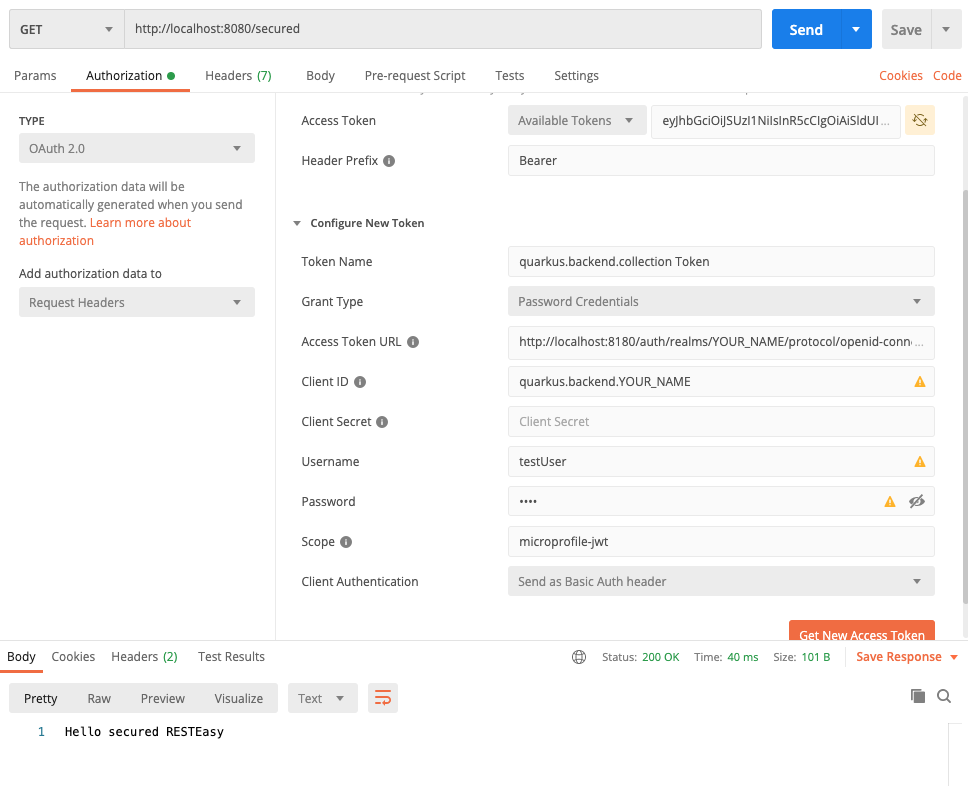 GET
http://localhost:8080/secured
Send
Save
Params
Authorization
Headers (7)
Body
Pre-request Script
Tests
Settings
Cookies
Code
TYPE
OAuth 2.0
The authorization data will be
automatically generated when you send
the request. Learn more about
authorization
Add authorization data to
Request Headers
Access Token
Available Tokens
Header Prefix
Bearer
Configure New Token
Token Name
quarkus.backend.collection Token
Grant Type
Password Credentials
Access Token URL
http://localhost:8180/auth/realms/YOUR_NAME/protocol/openid-conn...
Client ID
quarkus.backend.YOUR_NAME
Client Secret
Client Secret
Username
testUser
Password
••••
Scope
microprofile-jwt
Client Authentication
Send as Basic Auth header
Get New Access Token
Body
Cookies
Headers (2)
Test Results
Status: 200 OK
Time: 40 ms
Size: 101 B
Save Response
Pretty
Raw
Preview
Visualize
Text
1
Hello secured RESTEasy